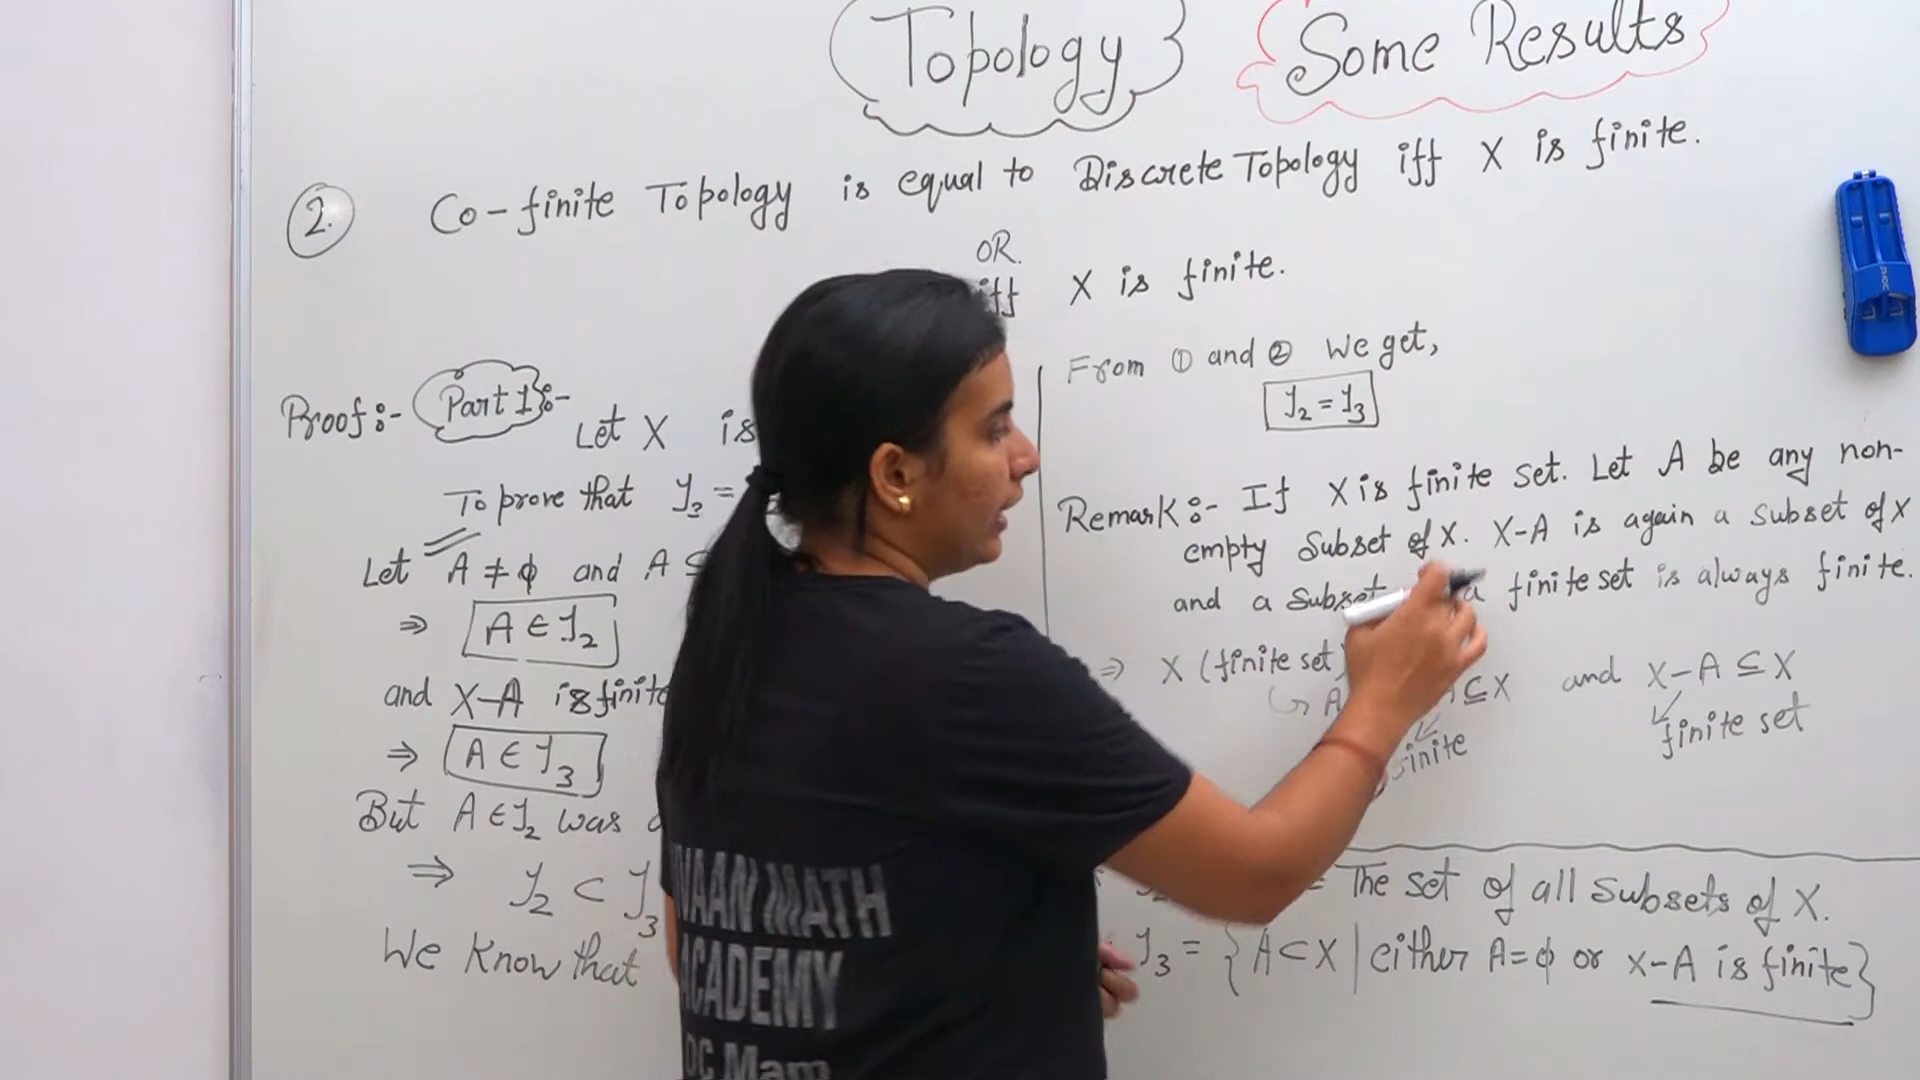 Topology
Some Results
2. Co-finite Topology is equal to Discrete Topology iff X is finite.
OR.
iff X is finite.
Proof:- Part 1:- Let X is
To prove that J₂ =
Let A ≠ ϕ and A ⊆
⇒ A ∈ J₂
and X-A is finite
⇒ A ∈ J₃
But A ∈ J₂ was
⇒ J₂ ⊂ J₃
We know that
From ① and ② we get,
J₂ = J₃
Remark:- If X is finite set. Let A be any non-
empty subset of X. X-A is again a subset of X
and a subset a finite set is always finite.
⇒ X (finite set)
↳ A ⊆ X and X-A ⊆ X
finite finite set
= The set of all subsets of X.
J₃ = {A⊂X | either A=ϕ or X-A is finite}
VAAN MATH
ACADEMY
DC Mam